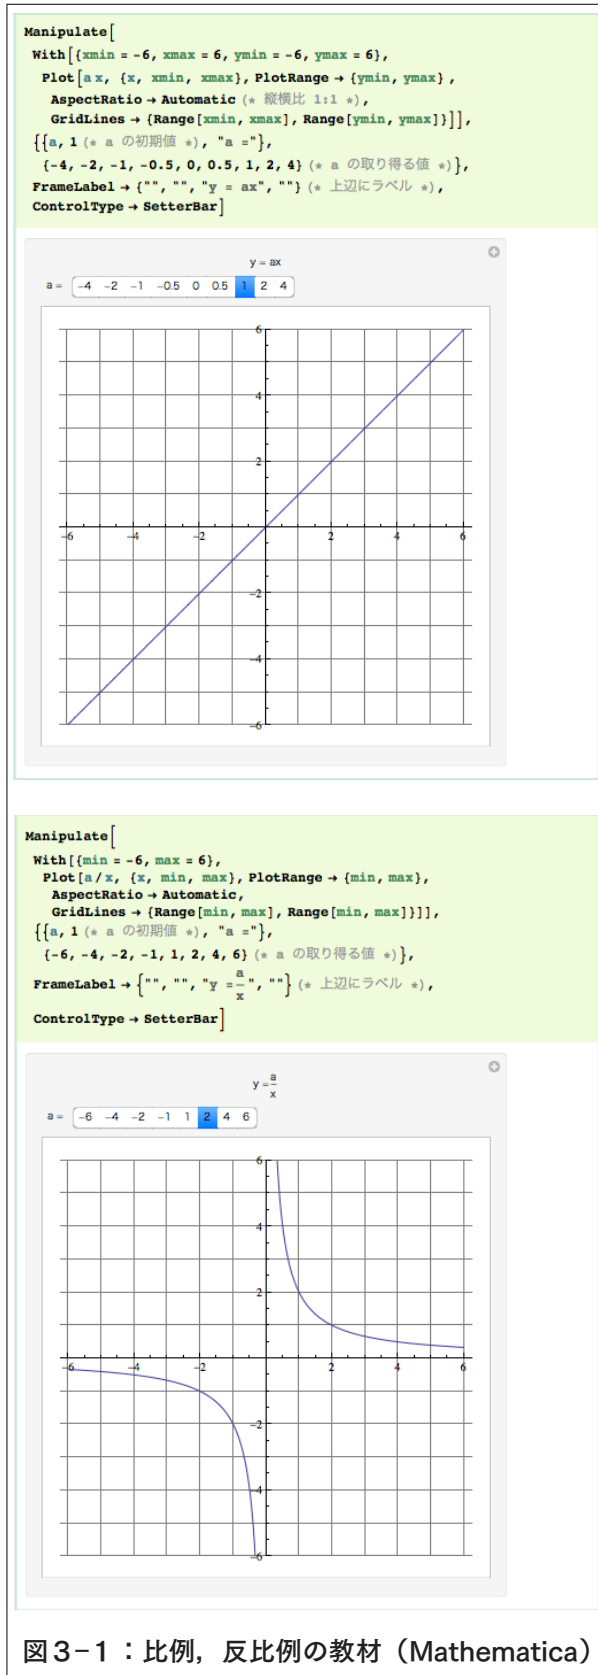 Manipulate[
With[{xmin = -6, xmax = 6, ymin = -6, ymax = 6},
Plot[a x, {x, xmin, xmax}, PlotRange → {ymin, ymax} ,
AspectRatio → Automatic (* 縦横比 1:1 *),
GridLines → {Range[xmin, xmax], Range[ymin, ymax]}]],
{{a, 1 (* a の初期値 *), "a ="},
{-4, -2, -1, -0.5, 0, 0.5, 1, 2, 4} (* a の取り得る値 *)},
FrameLabel → {"", "", "y = ax", ""} (* 上辺にラベル *),
ControlType → SetterBar]
y = ax
a = -4 -2 -1 -0.5 0 0.5 1 2 4
6
4
2
-6 -4 -2 2 4 6
-2
-4
-6
Manipulate[
With[{min = -6, max = 6},
Plot[a/x, {x, min, max}, PlotRange → {min, max},
AspectRatio → Automatic,
GridLines → {Range[min, max], Range[min, max]}]],
{{a, 1 (* a の初期値 *), "a ="},
{-6, -4, -2, -1, 1, 2, 4, 6} (* a の取り得る値 *)},
FrameLabel → {"", "", "y = a/x", ""} (* 上辺にラベル *),
ControlType → SetterBar]
y = a/x
a = -6 -4 -2 -1 1 2 4 6
6
4
2
-6 -4 -2 2 4 6
-2
-4
-6
図3-1：比例，反比例の教材（Mathematica）